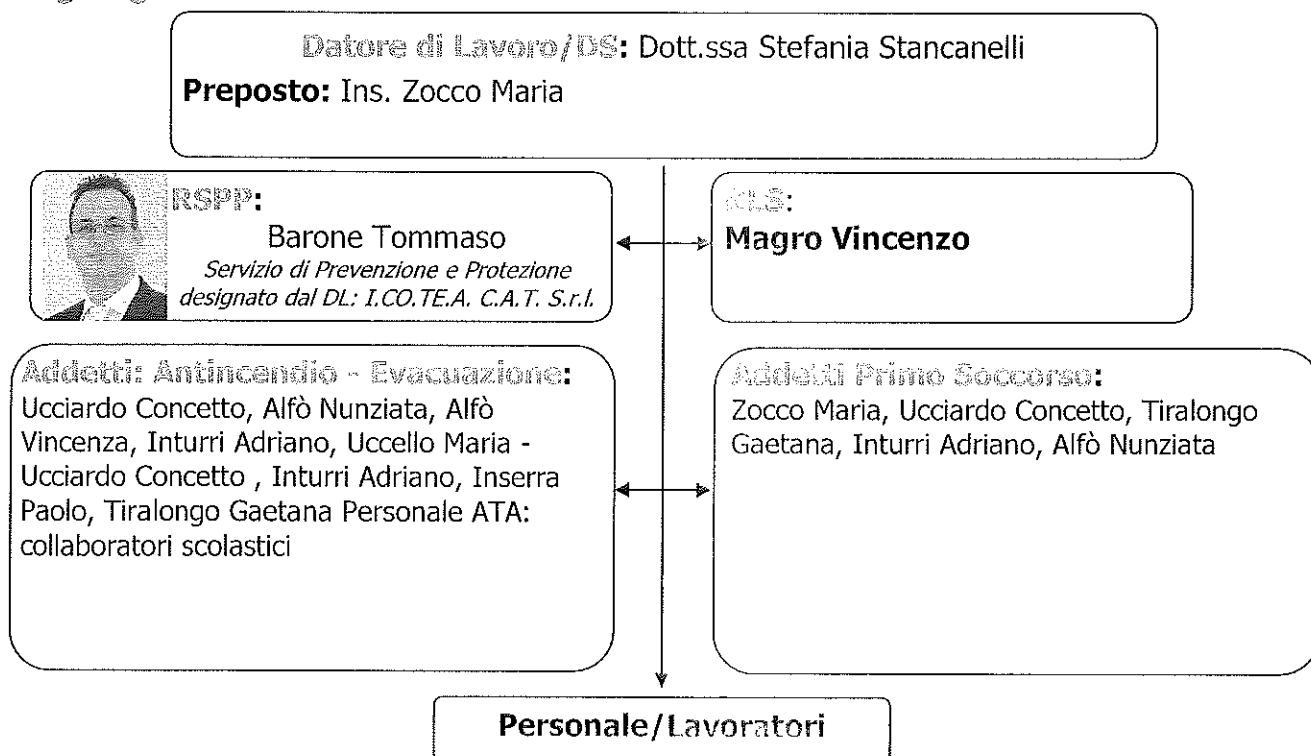 Datore di Lavoro/DS: Dott.ssa Stefania Stancanelli
Preposto: Ins. Zocco Maria
RSPP:
Barone Tommaso
Servizio di Prevenzione e Protezione
designato dal DL: I.CO.TE.A. C.A.T. S.r.l.
RLS:
Magro Vincenzo
Addetti: Antincendio - Evacuazione:
Ucciardo Concetto, Alfò Nunziata, Alfò
Vincenza, Inturri Adriano, Uccello Maria -
Ucciardo Concetto , Inturri Adriano, Inserra
Paolo, Tiralongo Gaetana Personale ATA:
collaboratori scolastici
Addetti Primo Soccorso:
Zocco Maria, Ucciardo Concetto, Tiralongo
Gaetana, Inturri Adriano, Alfò Nunziata
Personale/Lavoratori